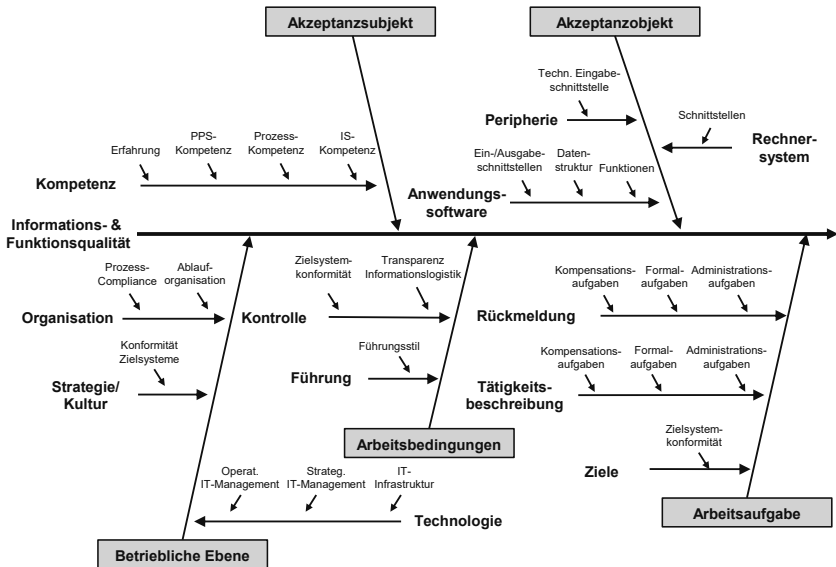 Akzeptanzsubjekt
Akzeptanzobjekt
Techn. Eingabe-
schnittstelle
Peripherie
Schnittstellen
Rechner-
system
Erfahrung
PPS-
Kompetenz
Prozess-
Kompetenz
IS-
Kompetenz
Kompetenz
Ein-/Ausgabe-
schnittstellen
Daten-
struktur
Funktionen
Anwendungs-
software
Informations- &
Funktionsqualität
Prozess-
Compliance
Ablauf-
organisation
Organisation
Zielsystem-
konformität
Transparenz
Informationslogistik
Kontrolle
Kompensations-
aufgaben
Formal-
aufgaben
Administrations-
aufgaben
Rückmeldung
Konformität
Zielsysteme
Strategie/
Kultur
Führungsstil
Führung
Kompensations-
aufgaben
Formal-
aufgaben
Administrations-
aufgaben
Tätigkeits-
beschreibung
Arbeitsbedingungen
Zielsystem-
konformität
Ziele
Operat.
IT-Management
Strateg.
IT-Management
IT-
Infrastruktur
Technologie
Arbeitsaufgabe
Betriebliche Ebene